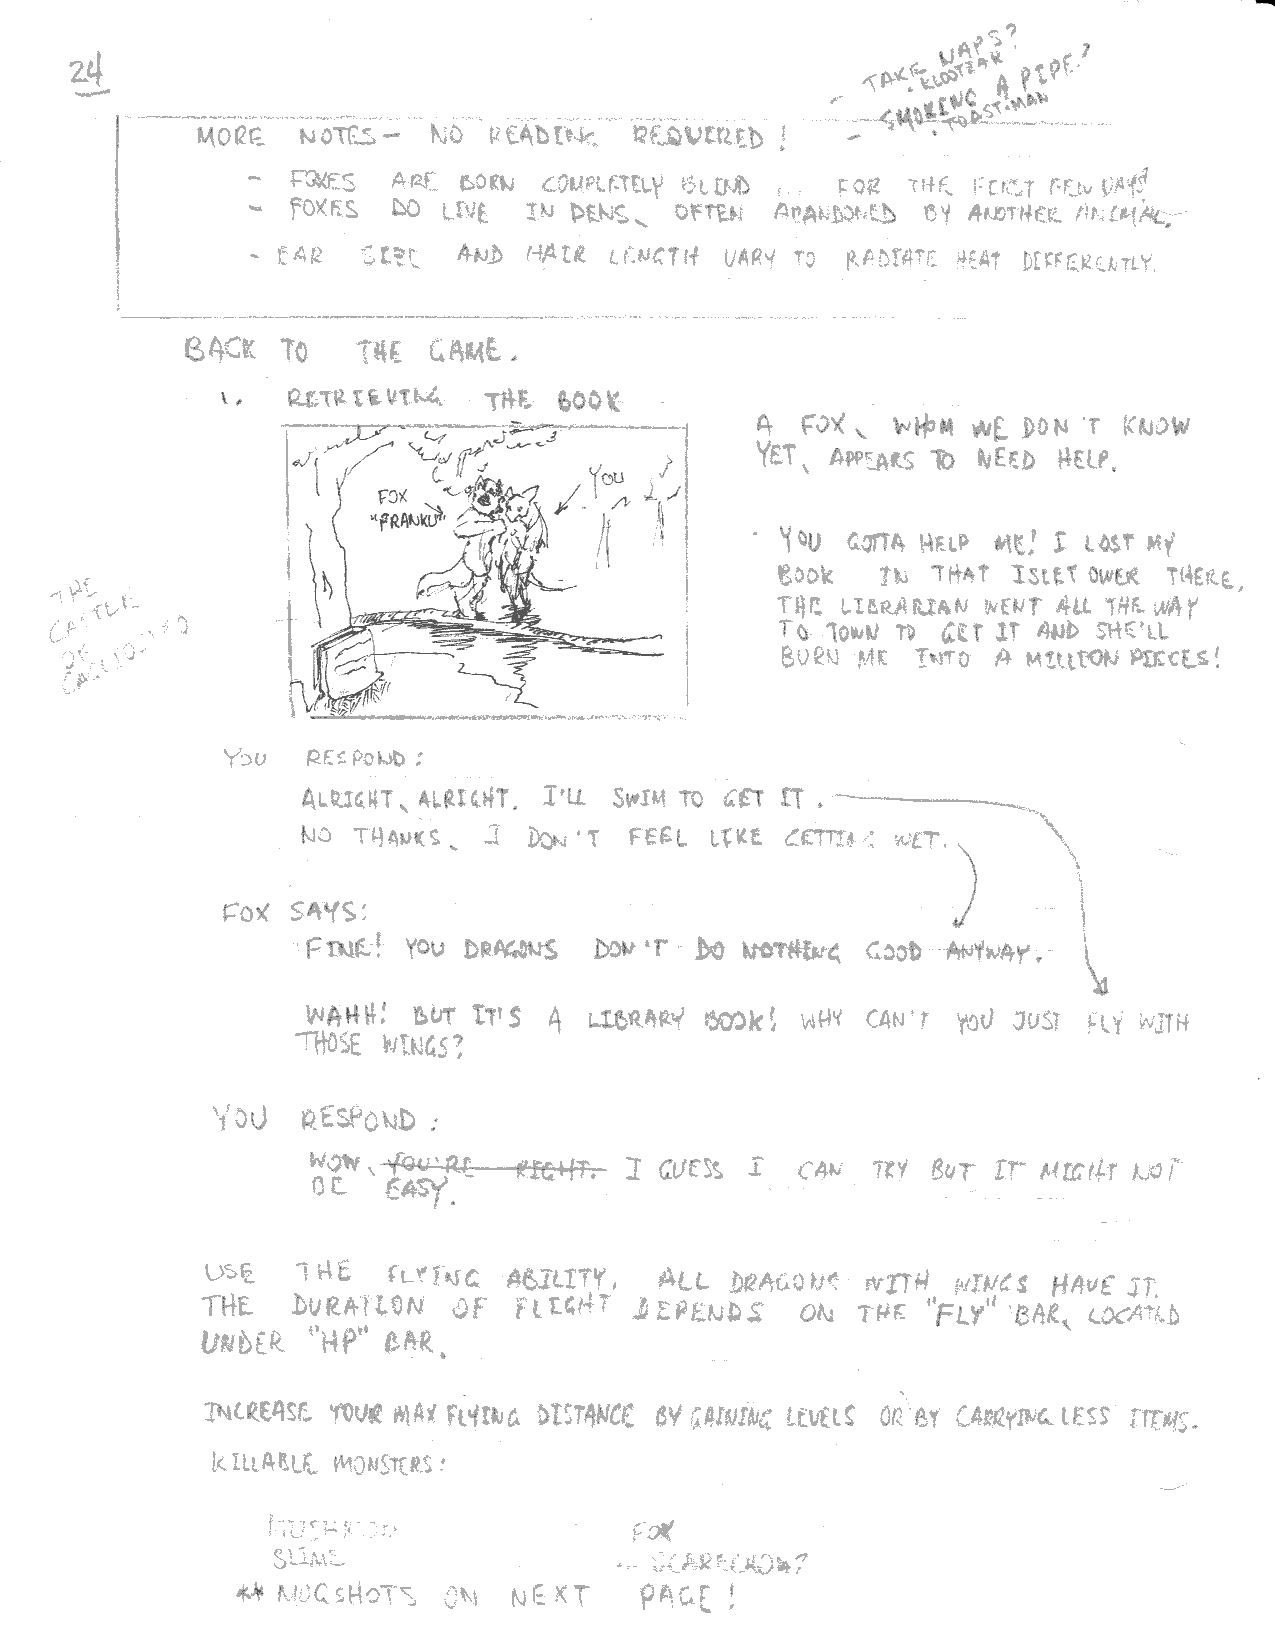 24
- TAKE NAPS?
· KLOOTZAK
- SMOKING A PIPE?
· TOAST·MAN
MORE NOTES - NO READING REQUIRED!
- FOXES ARE BORN COMPLETELY BLIND ... FOR THE FIRST FEW DAYS!
- FOXES DO LIVE IN DENS, OFTEN ABANDONED BY ANOTHER ANIMAL.
- EAR SIZE AND HAIR LENGTH VARY TO RADIATE HEAT DIFFERENTLY.
BACK TO THE GAME.
1. RETRIEVING THE BOOK
A FOX, WHOM WE DON'T KNOW
YET, APPEARS TO NEED HELP.
FOX
"FRANKU"
YOU
THE
CASTLE
OF
YOU GOTTA HELP ME! I LOST MY
BOOK IN THAT ISLET OWER THERE,
THE LIBRARIAN WENT ALL THE WAY
TO TOWN TO GET IT AND SHE'LL
BURN ME INTO A MILLION PIECES!
YOU RESPOND:
ALRIGHT, ALRIGHT. I'LL SWIM TO GET IT.
NO THANKS, I DON'T FEEL LIKE GETTING WET.
FOX SAYS:
FINE! YOU DRAGONS DON'T DO NOTHING GOOD ANYWAY.
WAHH! BUT IT'S A LIBRARY BOOK! WHY CAN'T YOU JUST FLY WITH
THOSE WINGS?
YOU RESPOND:
WOW, YOU'RE RIGHT. I GUESS I CAN TRY BUT IT MIGHT NOT
BE EASY.
USE THE FLYING ABILITY. ALL DRAGONS WITH WINGS HAVE IT.
THE DURATION OF FLIGHT DEPENDS ON THE "FLY" BAR, LOCATED
UNDER "HP" BAR.
INCREASE YOUR MAX FLYING DISTANCE BY GAINING LEVELS OR BY CARRYING LESS ITEMS.
KILLABLE MONSTERS:
FOX
SLIME
SCARECROW?
** MUGSHOTS ON NEXT PAGE!